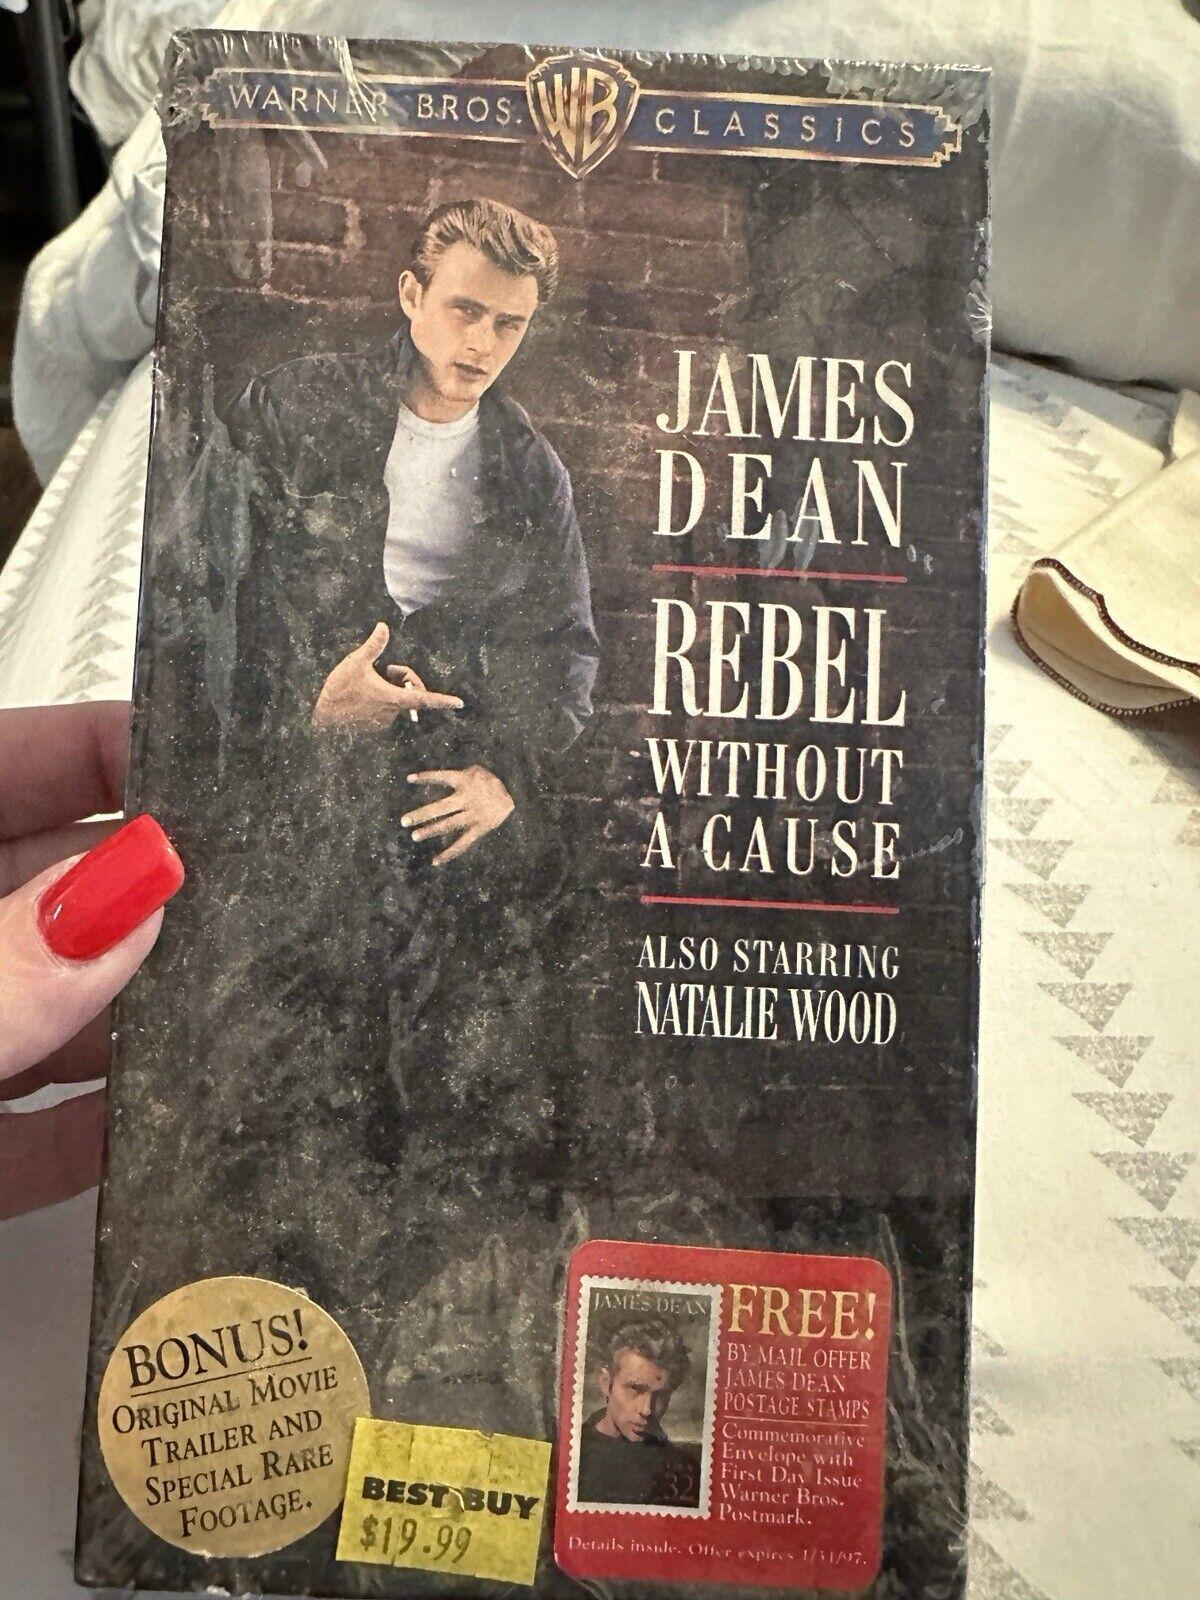 WARNER BROS. WB CLASSICS
JAMES
DEAN
REBEL
WITHOUT
A CAUSE
ALSO STARRING
NATALIE WOOD
BONUS!
ORIGINAL MOVIE
TRAILER AND
SPECIAL RARE
FOOTAGE.
BEST BUY
$19.99
JAMES DEAN
32
FREE!
BY MAIL OFFER
JAMES DEAN
POSTAGE STAMPS
Commemorative
Envelope with
First Day Issue
Warner Bros.
Postmark.
Details inside. Offer expires 1/31/97.